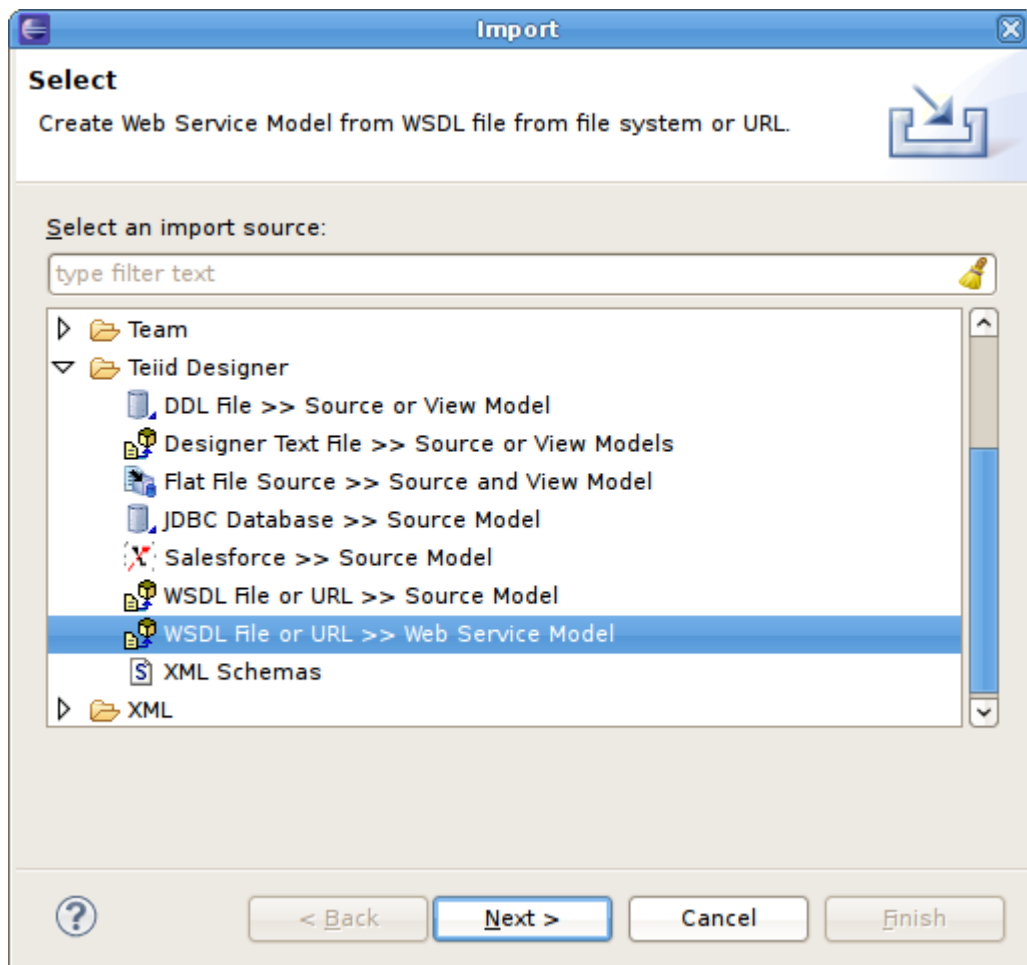 Import
Select
Create Web Service Model from WSDL file from file system or URL.
Select an import source:
type filter text
Team
Teiid Designer
DDL File >> Source or View Model
Designer Text File >> Source or View Models
Flat File Source >> Source and View Model
JDBC Database >> Source Model
Salesforce >> Source Model
WSDL File or URL >> Source Model
WSDL File or URL >> Web Service Model
XML Schemas
XML
< Back Next > Cancel Finish